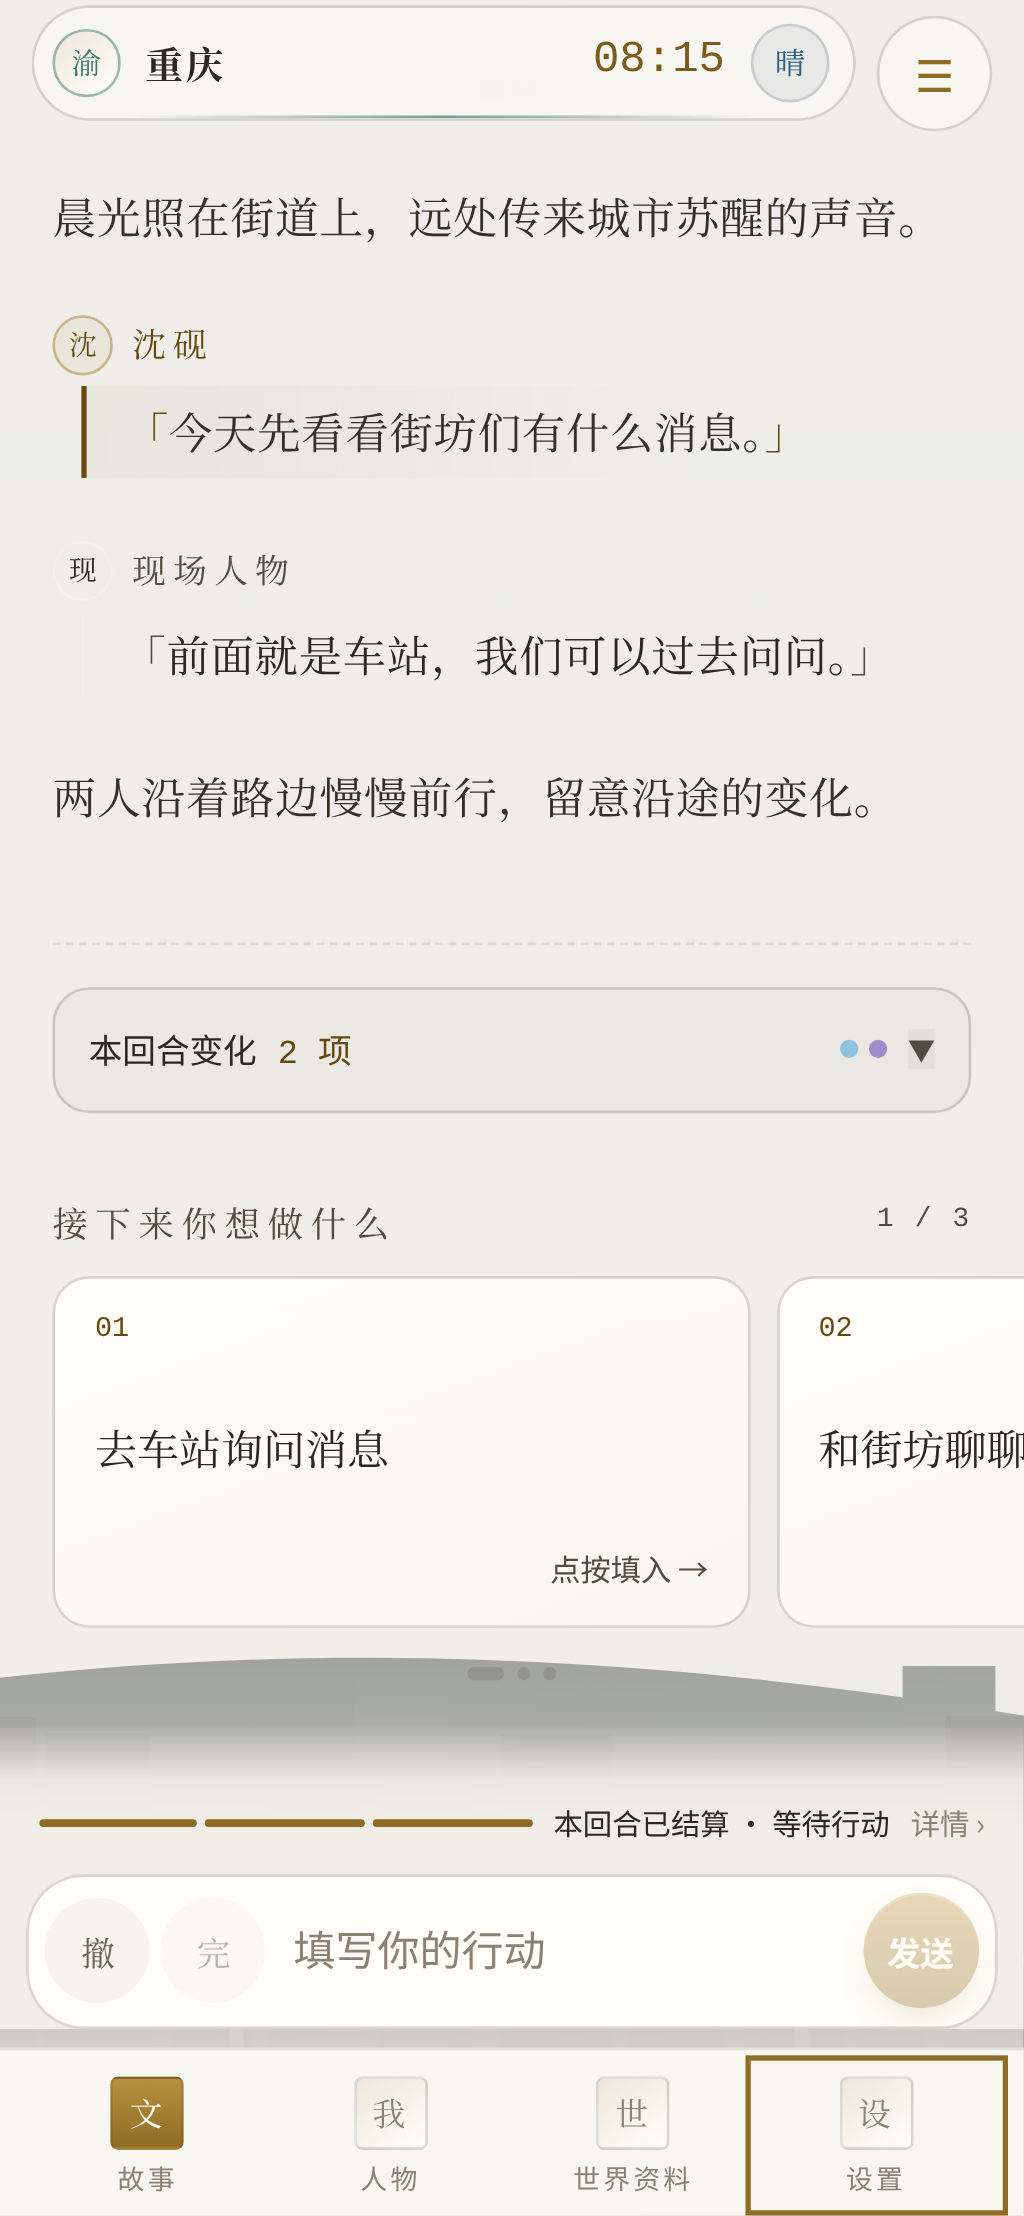 渝 重庆 08:15 晴 ☰
晨光照在街道上，远处传来城市苏醒的声音。
沈 沈砚
「今天先看看街坊们有什么消息。」
现 现场人物
「前面就是车站，我们可以过去问问。」
两人沿着路边慢慢前行，留意沿途的变化。
本回合变化 2 项 ▼
接下来你想做什么 1 / 3
01
去车站询问消息
点按填入 →
02
和街坊聊聊
本回合已结算 · 等待行动 详情 ›
撤 完 填写你的行动 发送
文 我 世 设
故事 人物 世界资料 设置